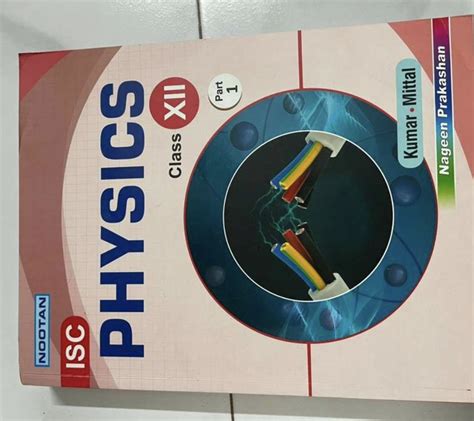 NOOTAN
ISC
PHYSICS
Class XII
Part
1
Kumar • Mittal
Nageen Prakashan